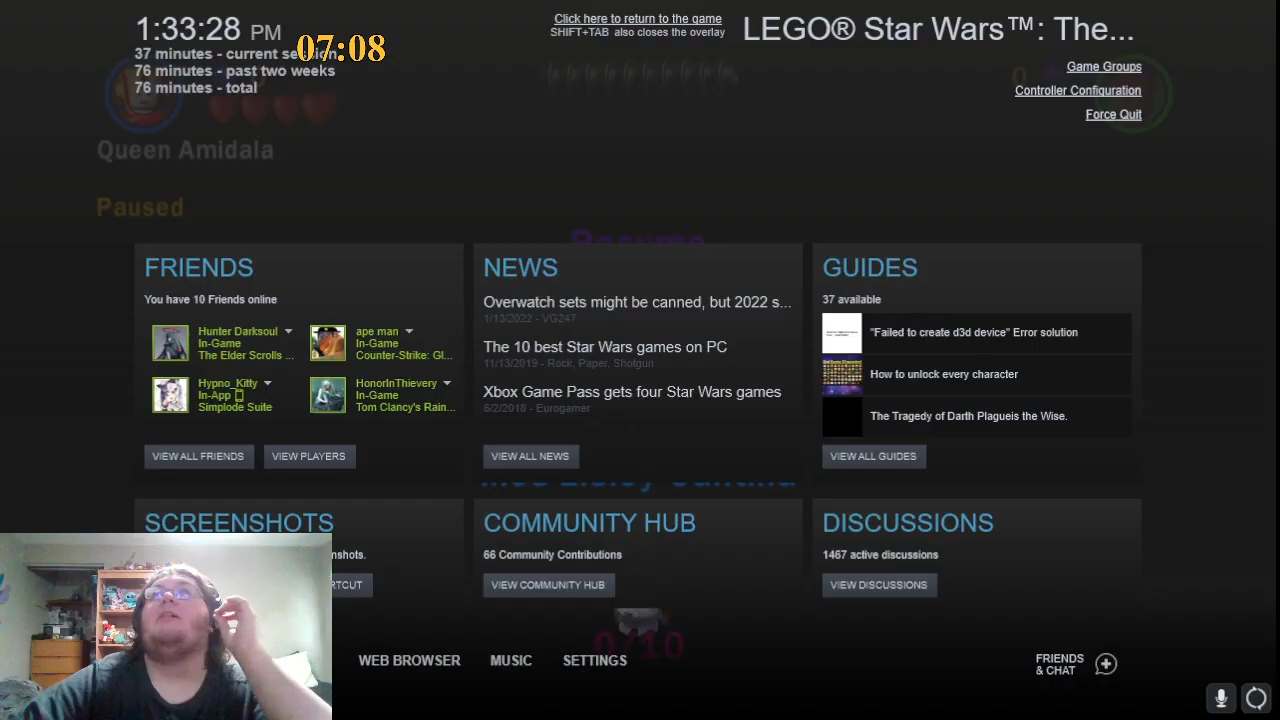 1:33:28 PM
07:08
37 minutes - current session
76 minutes - past two weeks
76 minutes - total
Click here to return to the game
SHIFT+TAB also closes the overlay
LEGO® Star Wars™: The...
Game Groups
Controller Configuration
Force Quit
0
Queen Amidala
Paused
Resume
FRIENDS
You have 10 Friends online
Hunter Darksoul
In-Game
The Elder Scrolls ...
ape man
In-Game
Counter-Strike: Gl...
Hypno_Kitty
In-App
Simplode Suite
HonorInThievery
In-Game
Tom Clancy's Rain...
VIEW ALL FRIENDS
VIEW PLAYERS
NEWS
Overwatch sets might be canned, but 2022 s...
1/13/2022 - VG247
The 10 best Star Wars games on PC
11/13/2019 - Rock, Paper, Shotgun
Xbox Game Pass gets four Star Wars games
6/2/2018 - Eurogamer
VIEW ALL NEWS
GUIDES
37 available
"Failed to create d3d device" Error solution
How to unlock every character
The Tragedy of Darth Plagueis the Wise.
VIEW ALL GUIDES
Mos Eisley Cantina
SCREENSHOTS
nshots.
RTCUT
COMMUNITY HUB
66 Community Contributions
VIEW COMMUNITY HUB
DISCUSSIONS
1467 active discussions
VIEW DISCUSSIONS
0/10
WEB BROWSER
MUSIC
SETTINGS
FRIENDS
& CHAT